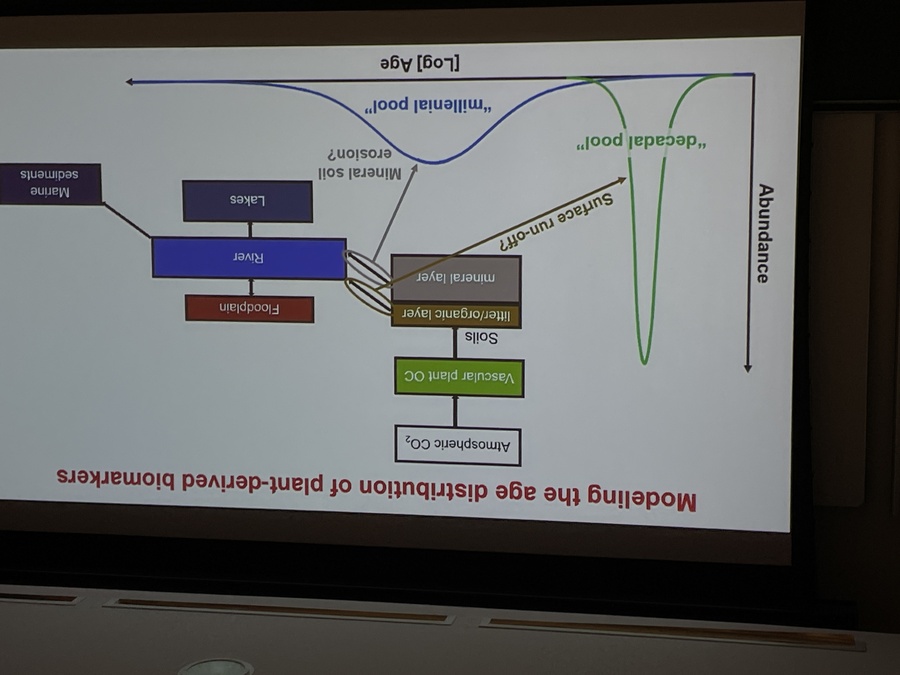 Modeling the age distribution of plant-derived biomarkers
Atmospheric CO₂
Vascular plant OC
Soils
litter/organic layer
mineral layer
Floodplain
River
Lakes
Marine
sediments
Surface run-off?
Mineral soil
erosion?
“decadal pool”
“millenial pool”
Abundance
[Log] Age